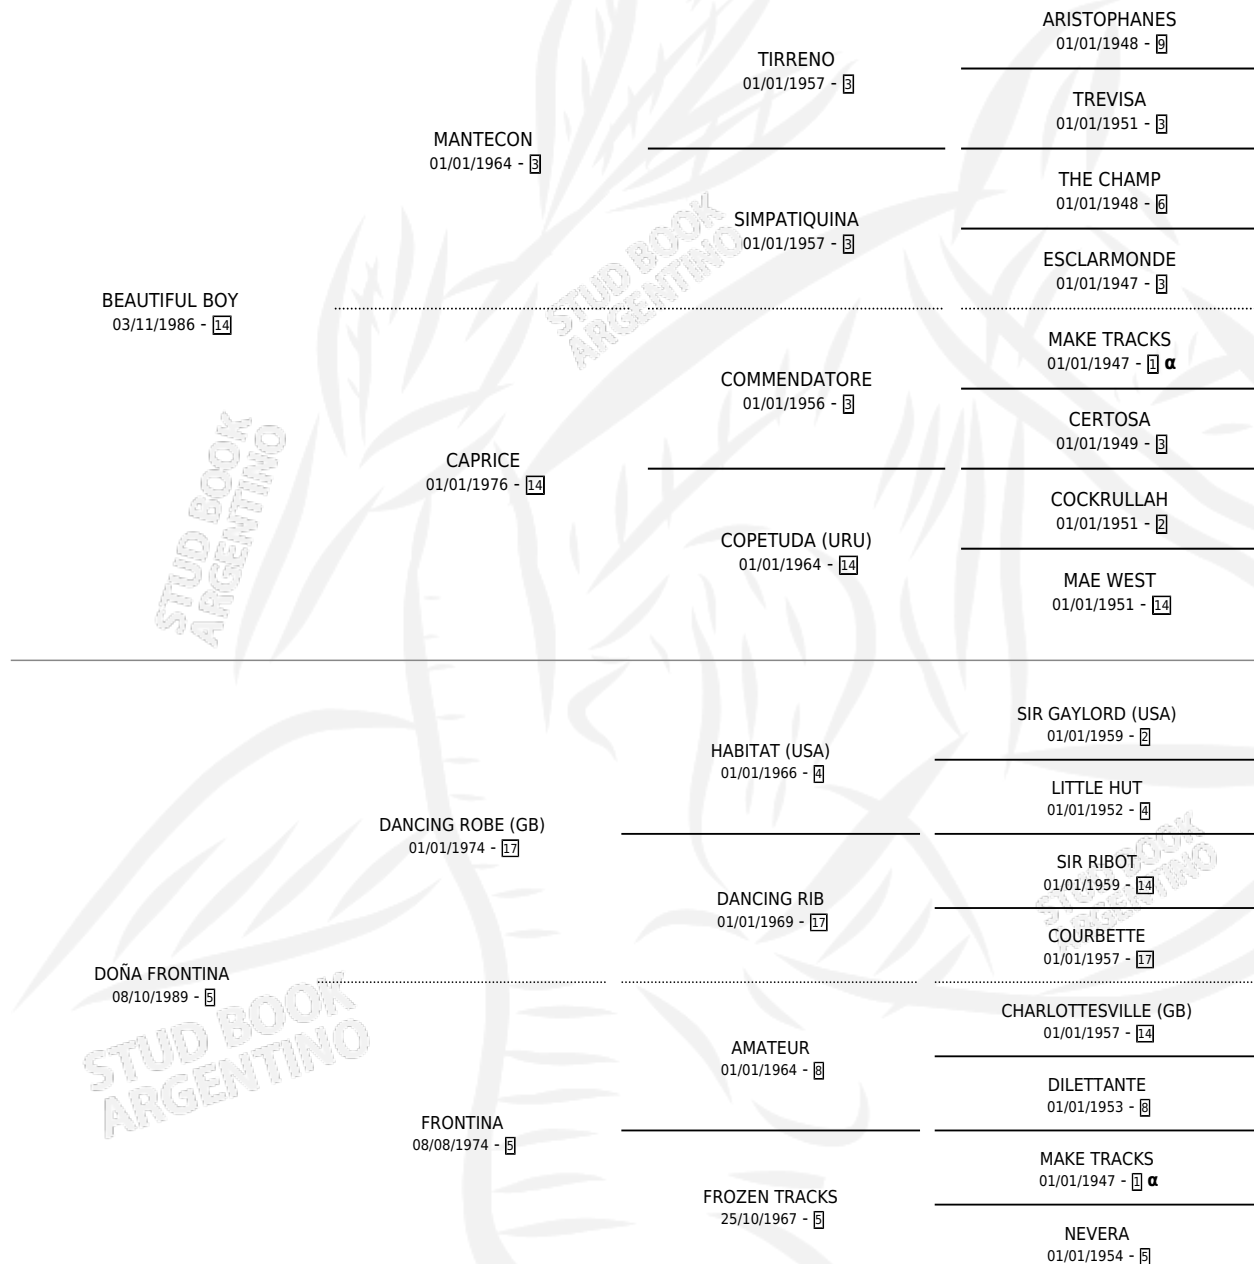 ARISTOPHANES
01/01/1948 - 9
TIRRENO
01/01/1957 - 3
TREVISA
01/01/1951 - 3
MANTECON
01/01/1964 - 3
THE CHAMP
01/01/1948 - 6
SIMPATIQUINA
01/01/1957 - 3
ESCLARMONDE
01/01/1947 - 3
BEAUTIFUL BOY
03/11/1986 - 14
MAKE TRACKS
01/01/1947 - 1 α
COMMENDATORE
01/01/1956 - 3
CERTOSA
01/01/1949 - 3
CAPRICE
01/01/1976 - 14
COCKRULLAH
01/01/1951 - 2
COPETUDA (URU)
01/01/1964 - 14
MAE WEST
01/01/1951 - 14
SIR GAYLORD (USA)
01/01/1959 - 2
HABITAT (USA)
01/01/1966 - 4
LITTLE HUT
01/01/1952 - 4
DANCING ROBE (GB)
01/01/1974 - 17
SIR RIBOT
01/01/1959 - 14
DANCING RIB
01/01/1969 - 17
COURBETTE
01/01/1957 - 17
DOÑA FRONTINA
08/10/1989 - 5
CHARLOTTESVILLE (GB)
01/01/1957 - 14
AMATEUR
01/01/1964 - 8
DILETTANTE
01/01/1953 - 8
FRONTINA
08/08/1974 - 5
MAKE TRACKS
01/01/1947 - 1 α
FROZEN TRACKS
25/10/1967 - 5
NEVERA
01/01/1954 - 5
STUD BOOK
ARGENTINO
STUD BOOK
ARGENTINO
STUD BOOK
ARGENTINO
STUD BOOK
ARGENTINO